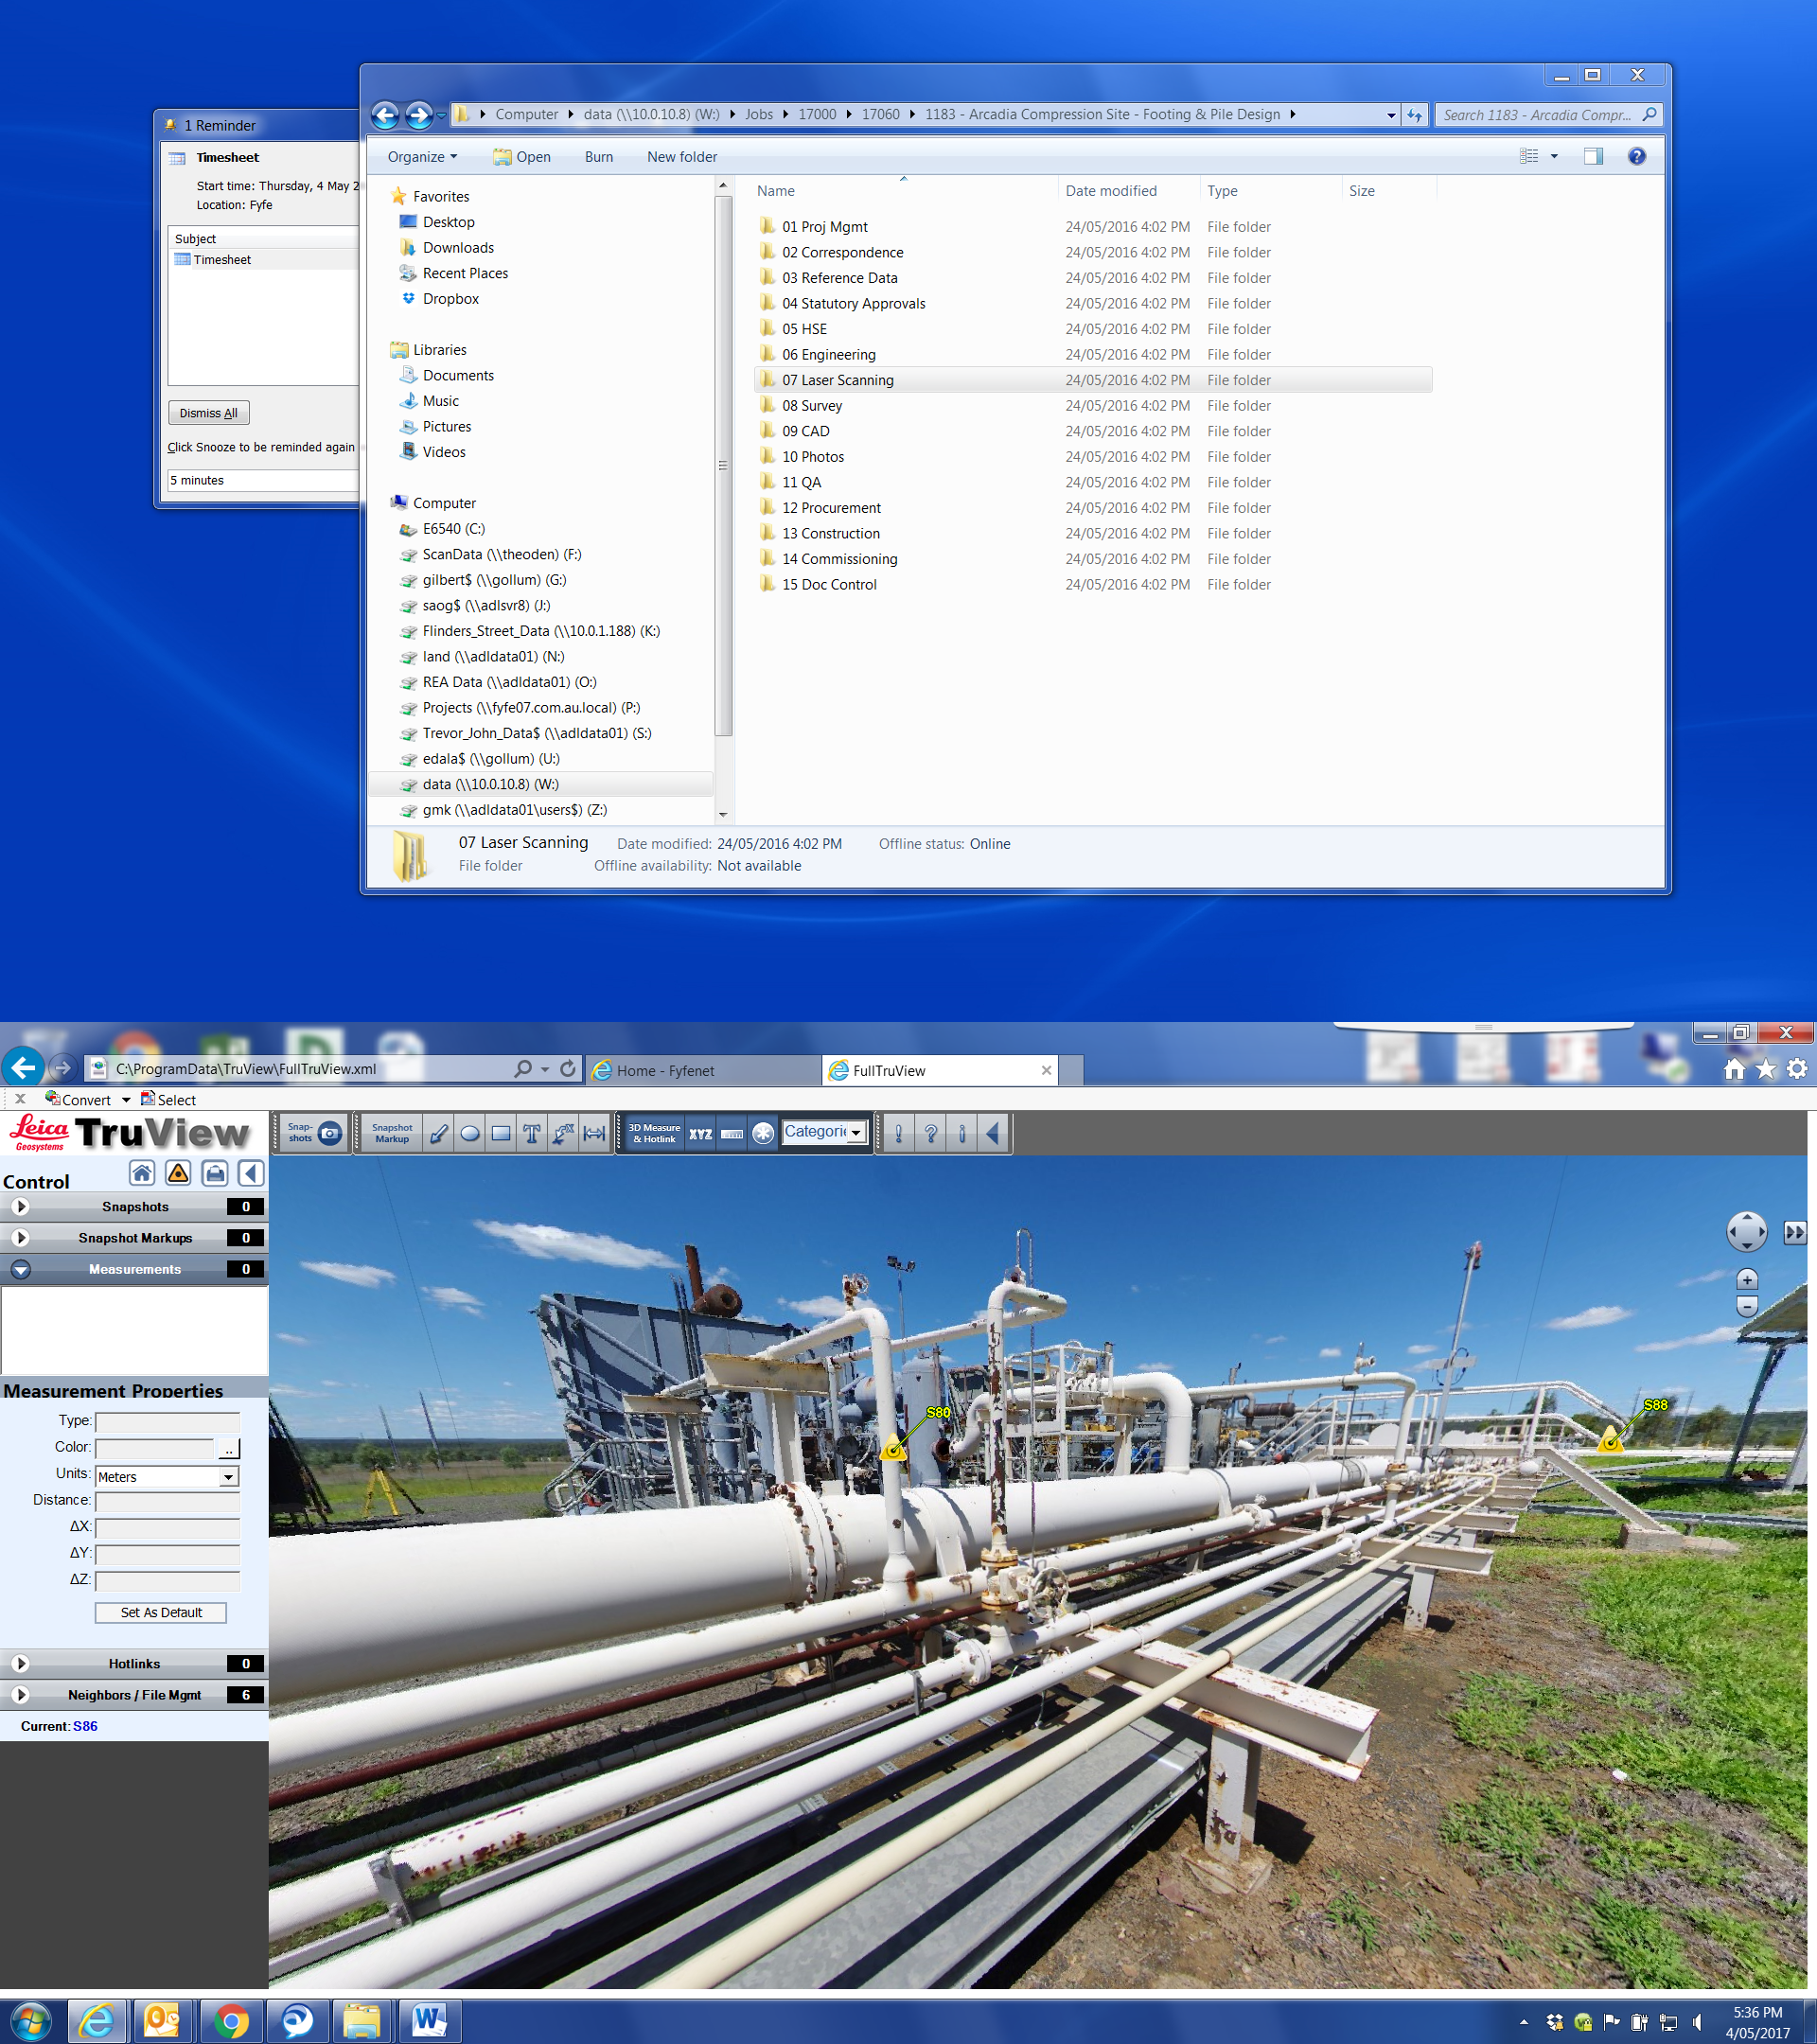 1 Reminder
Timesheet
Start time: Thursday, 4 May 2
Location: Fyfe
Subject
Timesheet
Dismiss All
Click Snooze to be reminded again
5 minutes
Computer data (\\10.0.10.8) (W:) Jobs 17000 17060 1183 - Arcadia Compression Site - Footing & Pile Design
Search 1183 - Arcadia Compr...
Organize Open Burn New folder
Favorites
Desktop
Downloads
Recent Places
Dropbox
Libraries
Documents
Music
Pictures
Videos
Computer
E6540 (C:)
ScanData (\\theoden) (F:)
gilbert$ (\\gollum) (G:)
saog$ (\\adlsvr8) (J:)
Flinders_Street_Data (\\10.0.1.188) (K:)
land (\\adldata01) (N:)
REA Data (\\adldata01) (O:)
Projects (\\fyfe07.com.au.local) (P:)
Trevor_John_Data$ (\\adldata01) (S:)
edala$ (\\gollum) (U:)
data (\\10.0.10.8) (W:)
gmk (\\adldata01\users$) (Z:)
Name Date modified Type Size
01 Proj Mgmt 24/05/2016 4:02 PM File folder
02 Correspondence 24/05/2016 4:02 PM File folder
03 Reference Data 24/05/2016 4:02 PM File folder
04 Statutory Approvals 24/05/2016 4:02 PM File folder
05 HSE 24/05/2016 4:02 PM File folder
06 Engineering 24/05/2016 4:02 PM File folder
07 Laser Scanning 24/05/2016 4:02 PM File folder
08 Survey 24/05/2016 4:02 PM File folder
09 CAD 24/05/2016 4:02 PM File folder
10 Photos 24/05/2016 4:02 PM File folder
11 QA 24/05/2016 4:02 PM File folder
12 Procurement 24/05/2016 4:02 PM File folder
13 Construction 24/05/2016 4:02 PM File folder
14 Commissioning 24/05/2016 4:02 PM File folder
15 Doc Control 24/05/2016 4:02 PM File folder
07 Laser Scanning Date modified: 24/05/2016 4:02 PM Offline status: Online
File folder Offline availability: Not available
C:\ProgramData\TruView\FullTruView.xml
Home - Fyfenet
FullTruView
x Convert Select
Leica Geosystems TruView
Snap-shots
Snapshot Markup
T
3D Measure & Hotlink
XYZ
Categori
! ? i
Control
Snapshots 0
Snapshot Markups 0
Measurements 0
Measurement Properties
Type:
Color: ..
Units: Meters
Distance:
ΔX:
ΔY:
ΔZ:
Set As Default
Hotlinks 0
Neighbors / File Mgmt 6
Current: S86
S80
S88
5:36 PM
4/05/2017